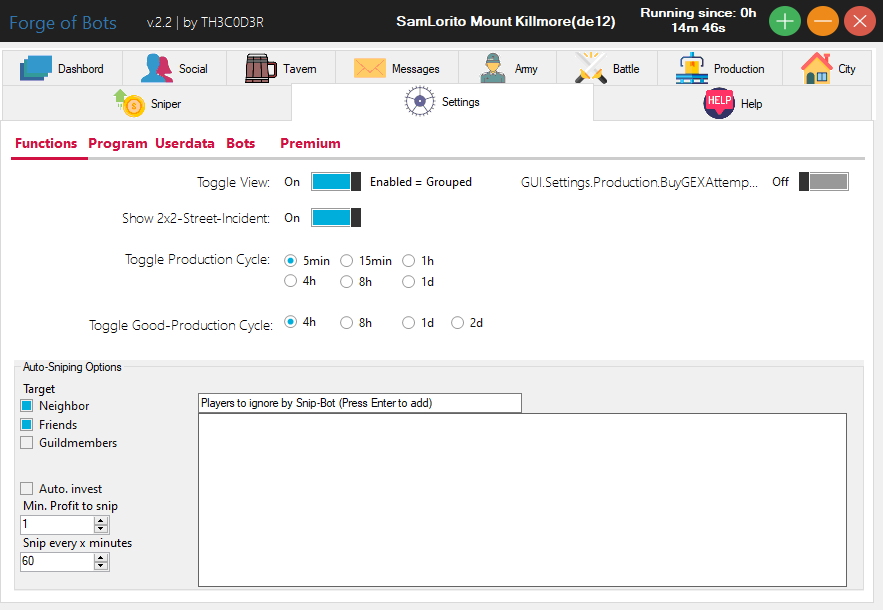 Forge of Bots v.2.2 | by TH3C0D3R SamLorito Mount Killmore(de12) Running since: 0h
14m 46s
Dashbord Social Tavern Messages Army Battle Production City
Sniper Settings HELP Help
Functions Program Userdata Bots Premium
Toggle View: On Enabled = Grouped GUI.Settings.Production.BuyGEXAttemp... Off
Show 2x2-Street-Incident: On
Toggle Production Cycle: 5min 15min 1h
4h 8h 1d
Toggle Good-Production Cycle: 4h 8h 1d 2d
Auto-Sniping Options
Target
Neighbor
Players to ignore by Snip-Bot (Press Enter to add)
Friends
Guildmembers
Auto. invest
Min. Profit to snip
1
Snip every x minutes
60